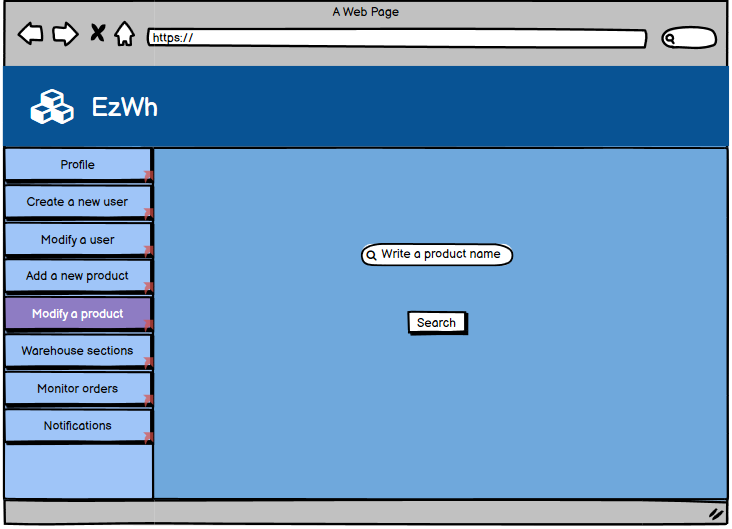 A Web Page
https://
EzWh
Profile
Create a new user
Modify a user
Add a new product
Modify a product
Warehouse sections
Monitor orders
Notifications
Write a product name
Search